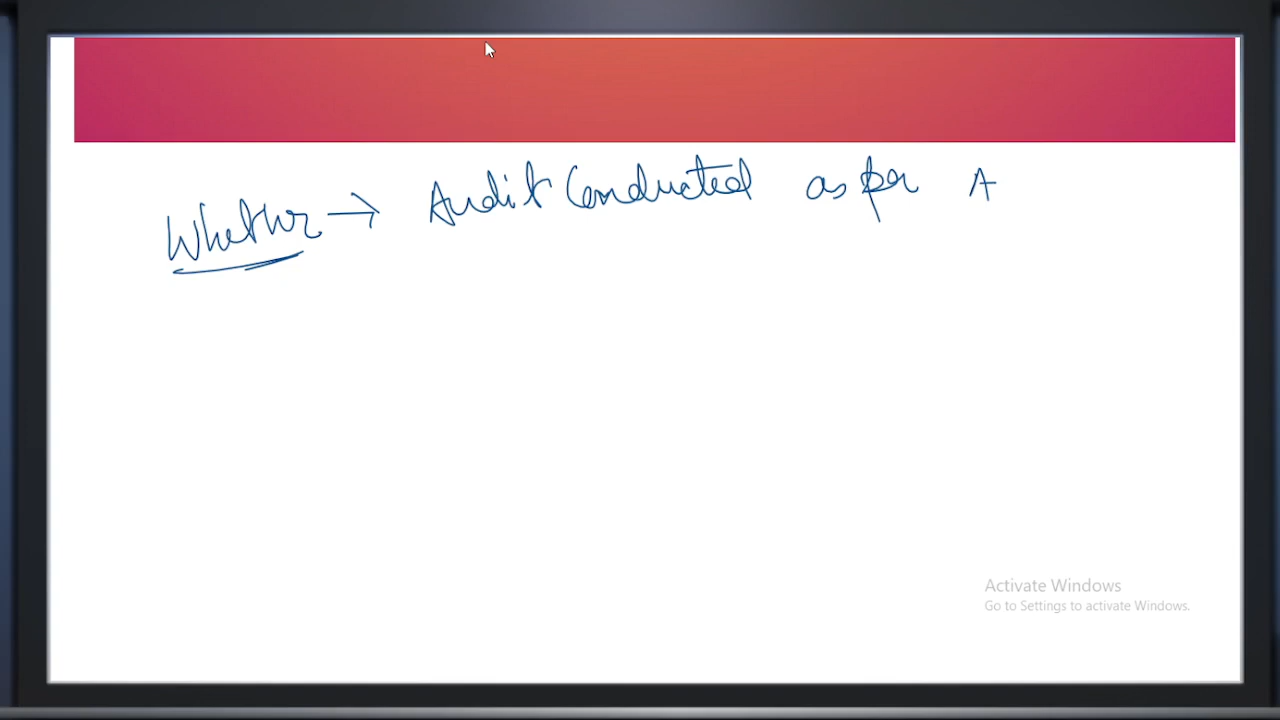 Whether → Audit Conducted as per A
Activate Windows
Go to Settings to activate Windows.